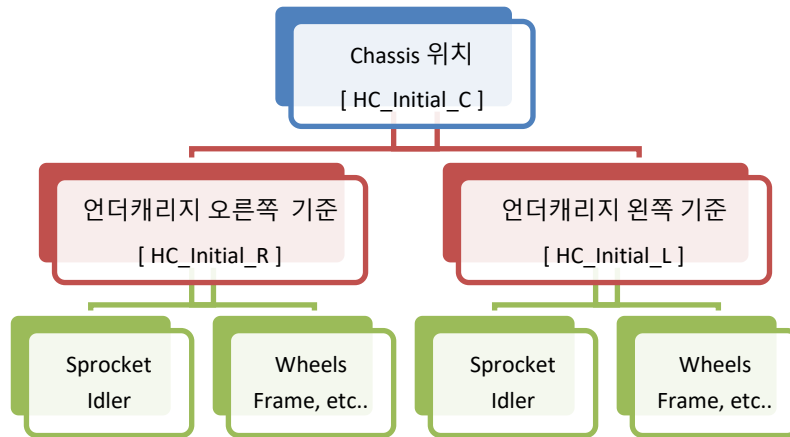 Chassis 위치
[ HC_Initial_C ]
언더캐리지 오른쪽 기준
[ HC_Initial_R ]
언더캐리지 왼쪽 기준
[ HC_Initial_L ]
Sprocket
Idler
Wheels
Frame, etc..
Sprocket
Idler
Wheels
Frame, etc..